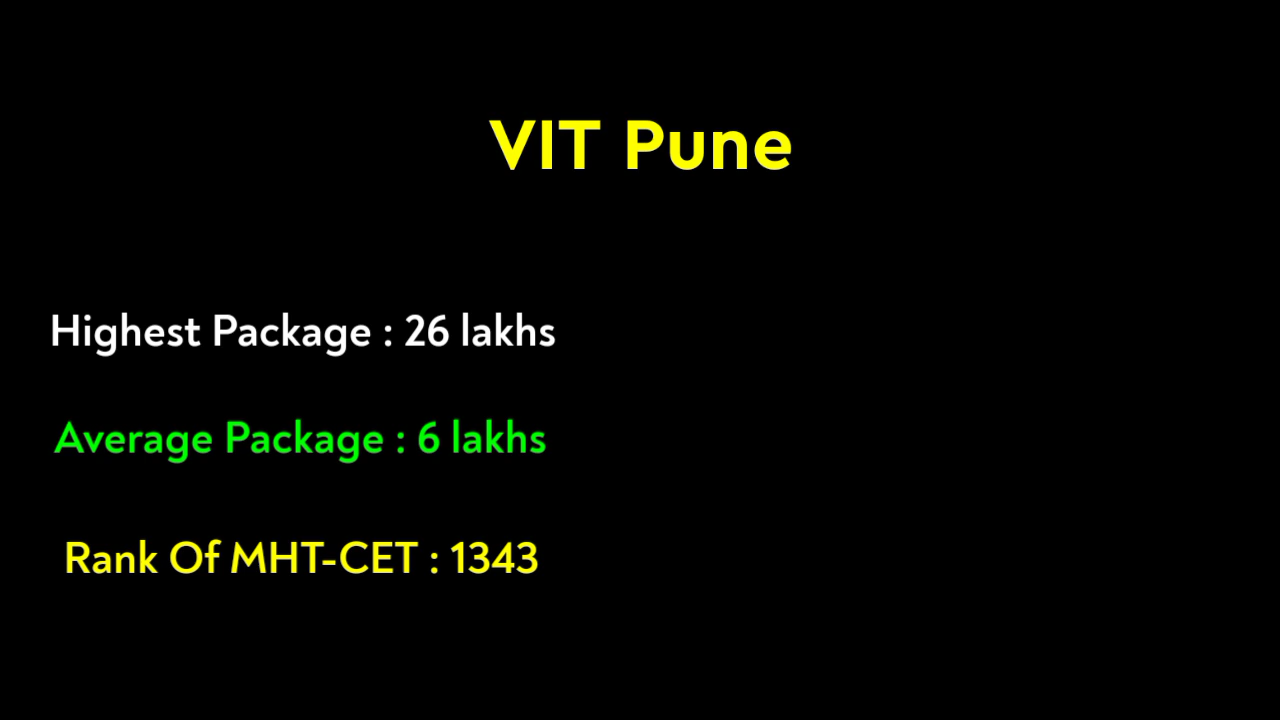 VIT Pune
Highest Package : 26 lakhs
Average Package : 6 lakhs
Rank Of MHT-CET : 1343